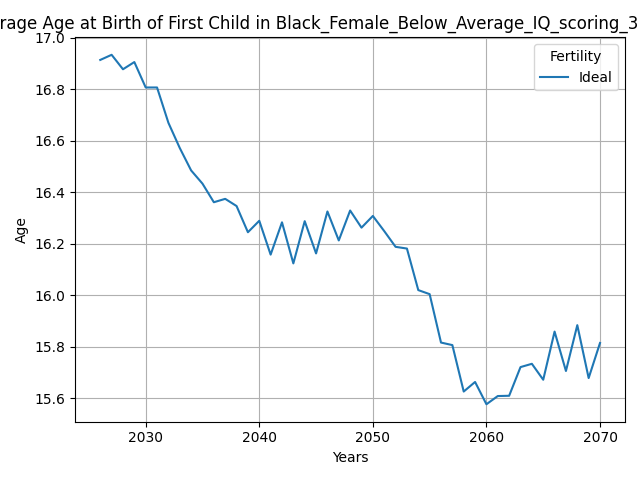 rage Age at Birth of First Child in Black_Female_Below_Average_IQ_scoring_3
Fertility
Ideal
17.0
16.8
16.6
16.4
16.2
16.0
15.8
15.6
Age
2030 2040 2050 2060 2070
Years